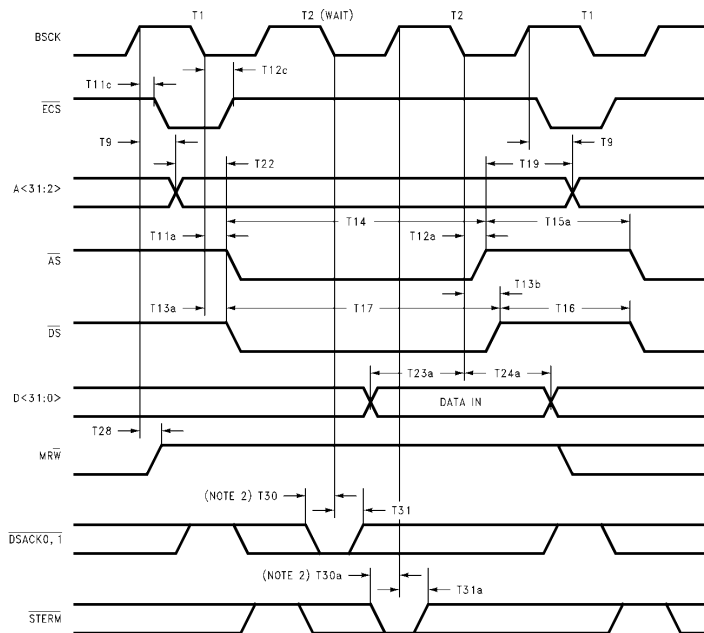 T1 T2 (WAIT) T2 T1
BSCK
T12c
T11c
ECS
T9 T9
T22 T19
A<31:2>
T14 T15a
T11a T12a
AS
T13b
T13a T17 T16
DS
T23a T24a
D<31:0> DATA IN
T28
MRW
(NOTE 2) T30 T31
DSACK0, 1
(NOTE 2) T30a T31a
STERM